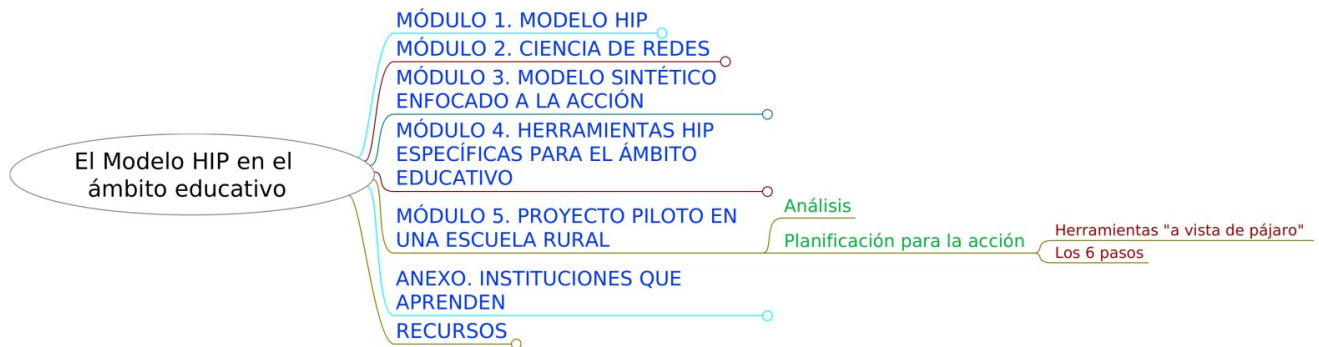 El Modelo HIP en el
ámbito educativo
MÓDULO 1. MODELO HIP
MÓDULO 2. CIENCIA DE REDES
MÓDULO 3. MODELO SINTÉTICO
ENFOCADO A LA ACCIÓN
MÓDULO 4. HERRAMIENTAS HIP
ESPECÍFICAS PARA EL ÁMBITO
EDUCATIVO
MÓDULO 5. PROYECTO PILOTO EN
UNA ESCUELA RURAL
Análisis
Planificación para la acción
Herramientas "a vista de pájaro"
Los 6 pasos
ANEXO. INSTITUCIONES QUE
APRENDEN
RECURSOS